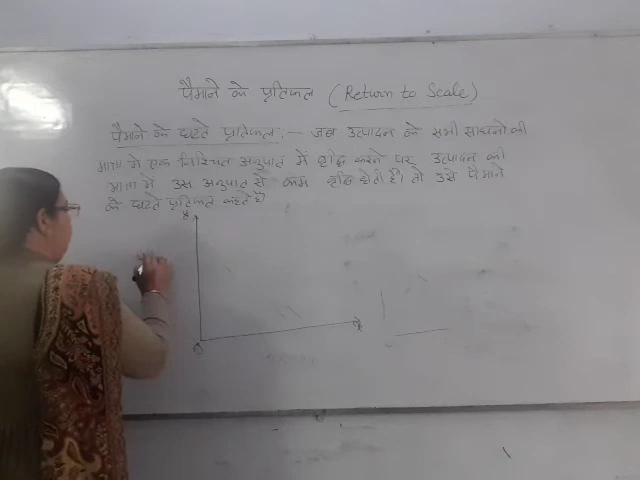 पैमाने के प्रतिफल (Return to Scale)
पैमाने के घटते प्रतिफल :- जब उत्पादन के सभी साधनो की
मात्रा मे एक निश्चित अनुपात में वृद्धि करने पर उत्पादन की
मात्रा मे उस अनुपात से कम वृद्धि होती है। तो उसे पैमाने
के घटते प्रतिफल कहते है।